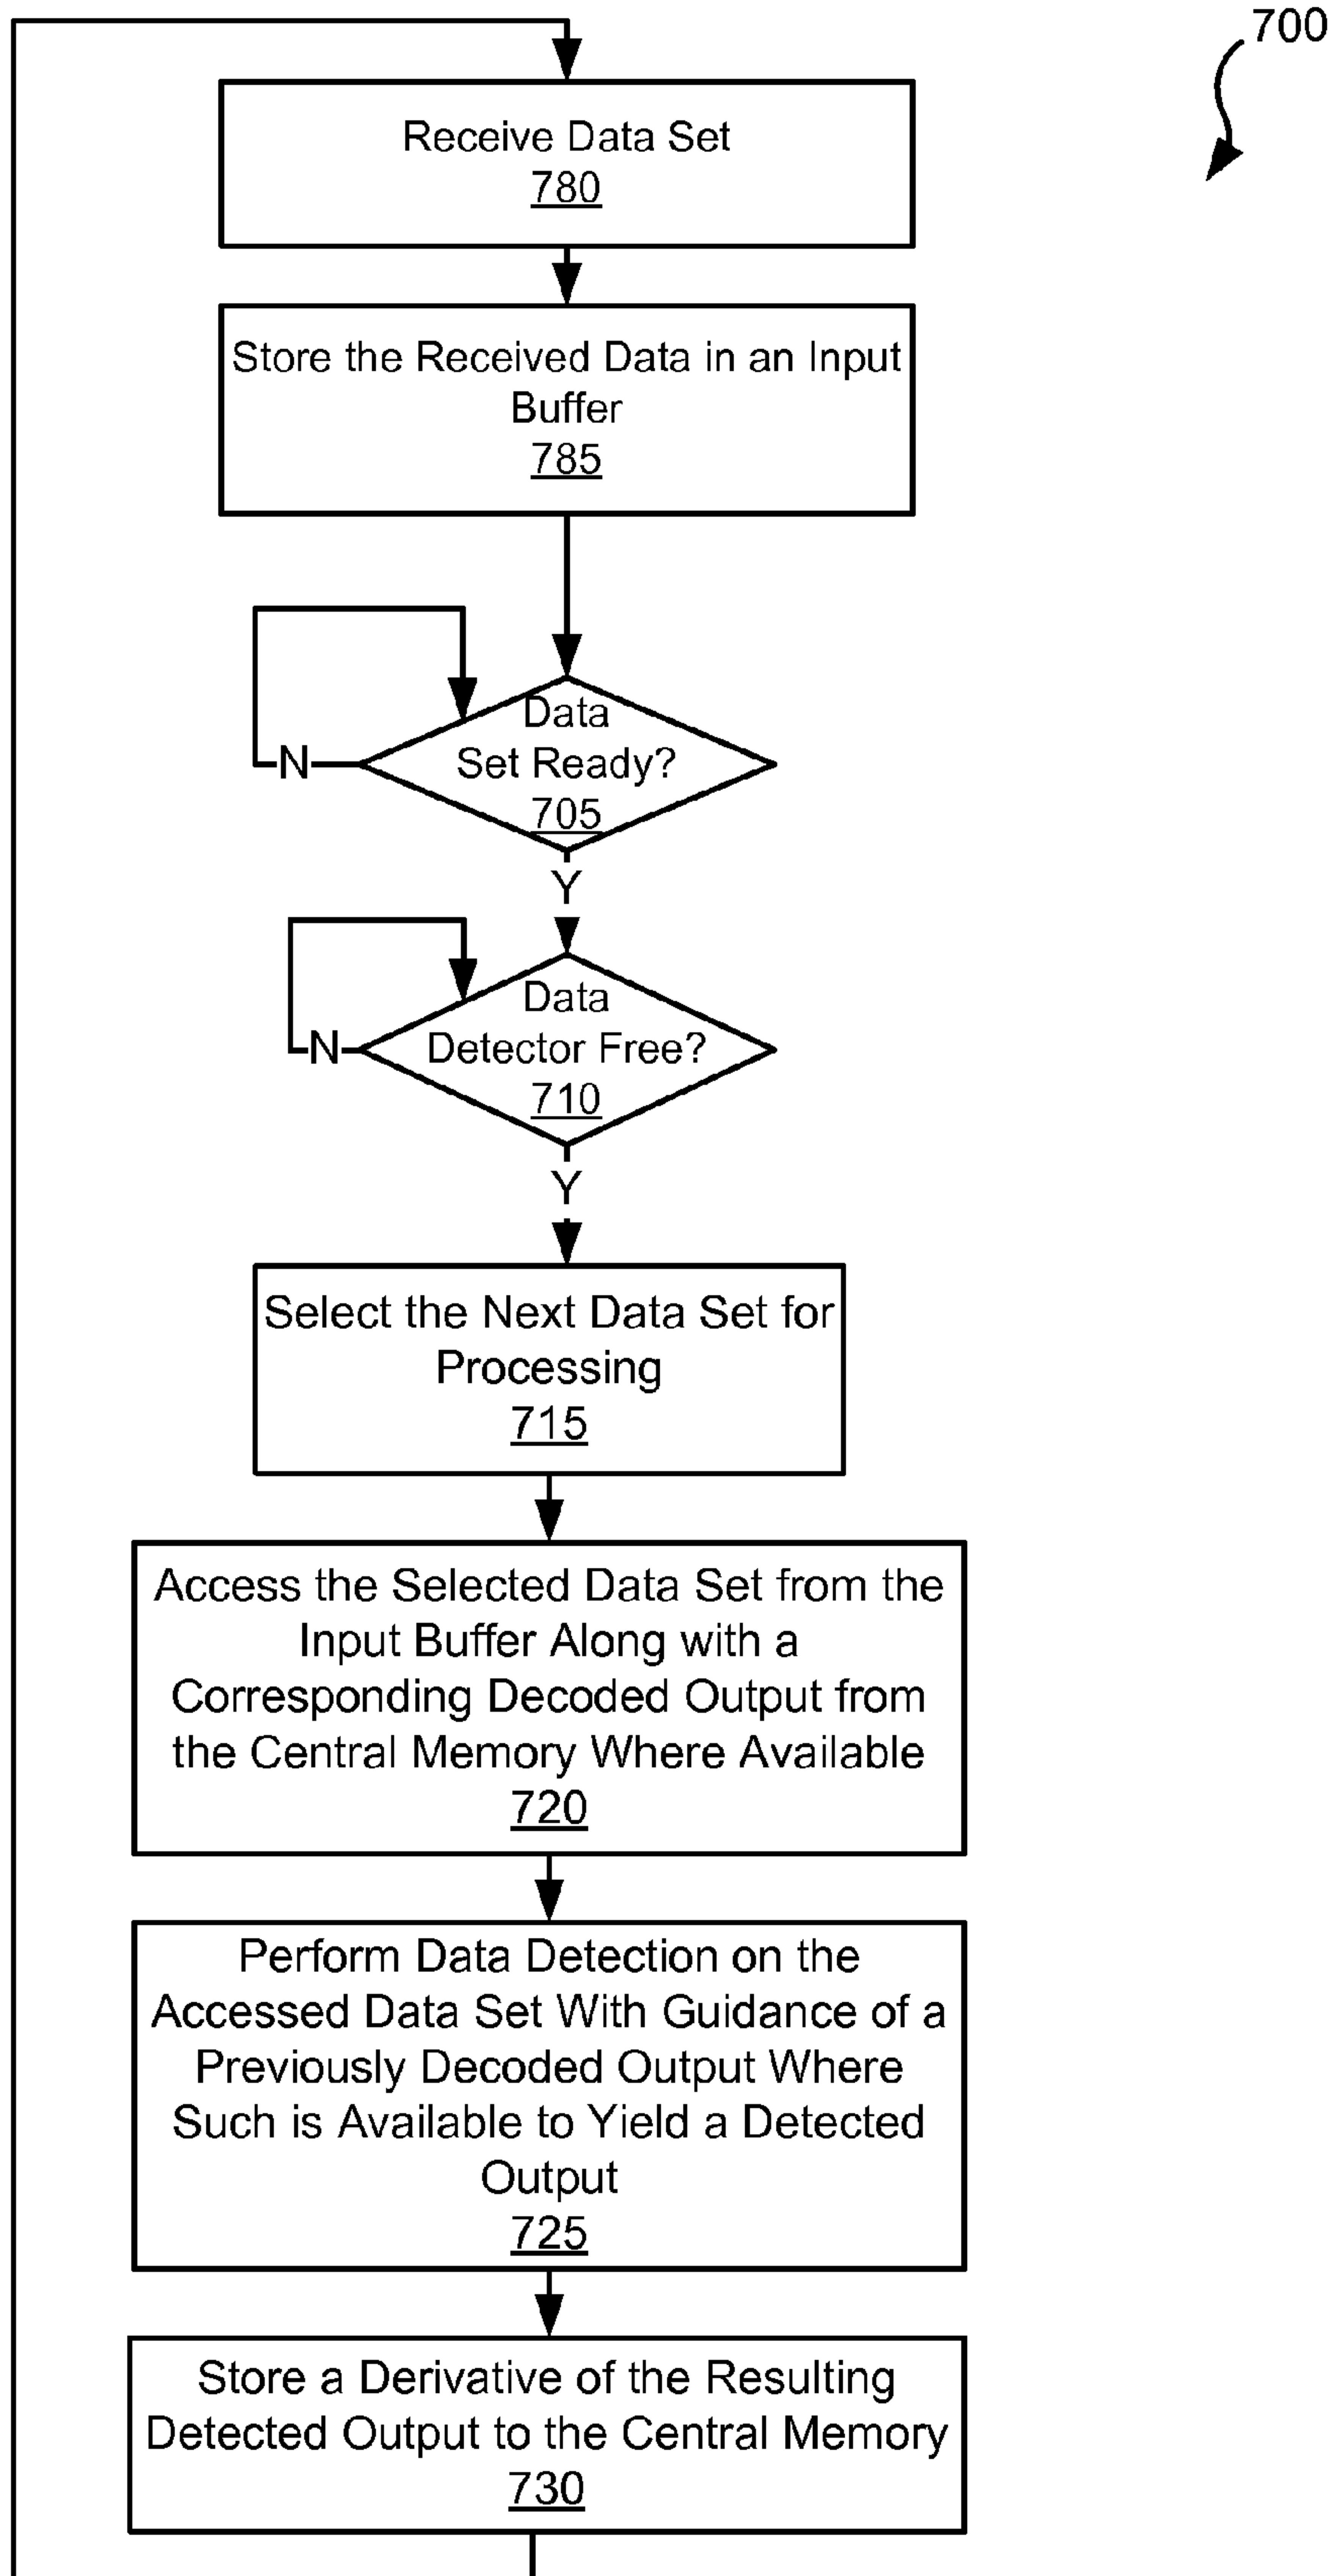 700
Receive Data Set
780
Store the Received Data in an Input
Buffer
785
Data
Set Ready?
705
N
Y
Data
Detector Free?
710
N
Y
Select the Next Data Set for
Processing
715
Access the Selected Data Set from the
Input Buffer Along with a
Corresponding Decoded Output from
the Central Memory Where Available
720
Perform Data Detection on the
Accessed Data Set With Guidance of a
Previously Decoded Output Where
Such is Available to Yield a Detected
Output
725
Store a Derivative of the Resulting
Detected Output to the Central Memory
730